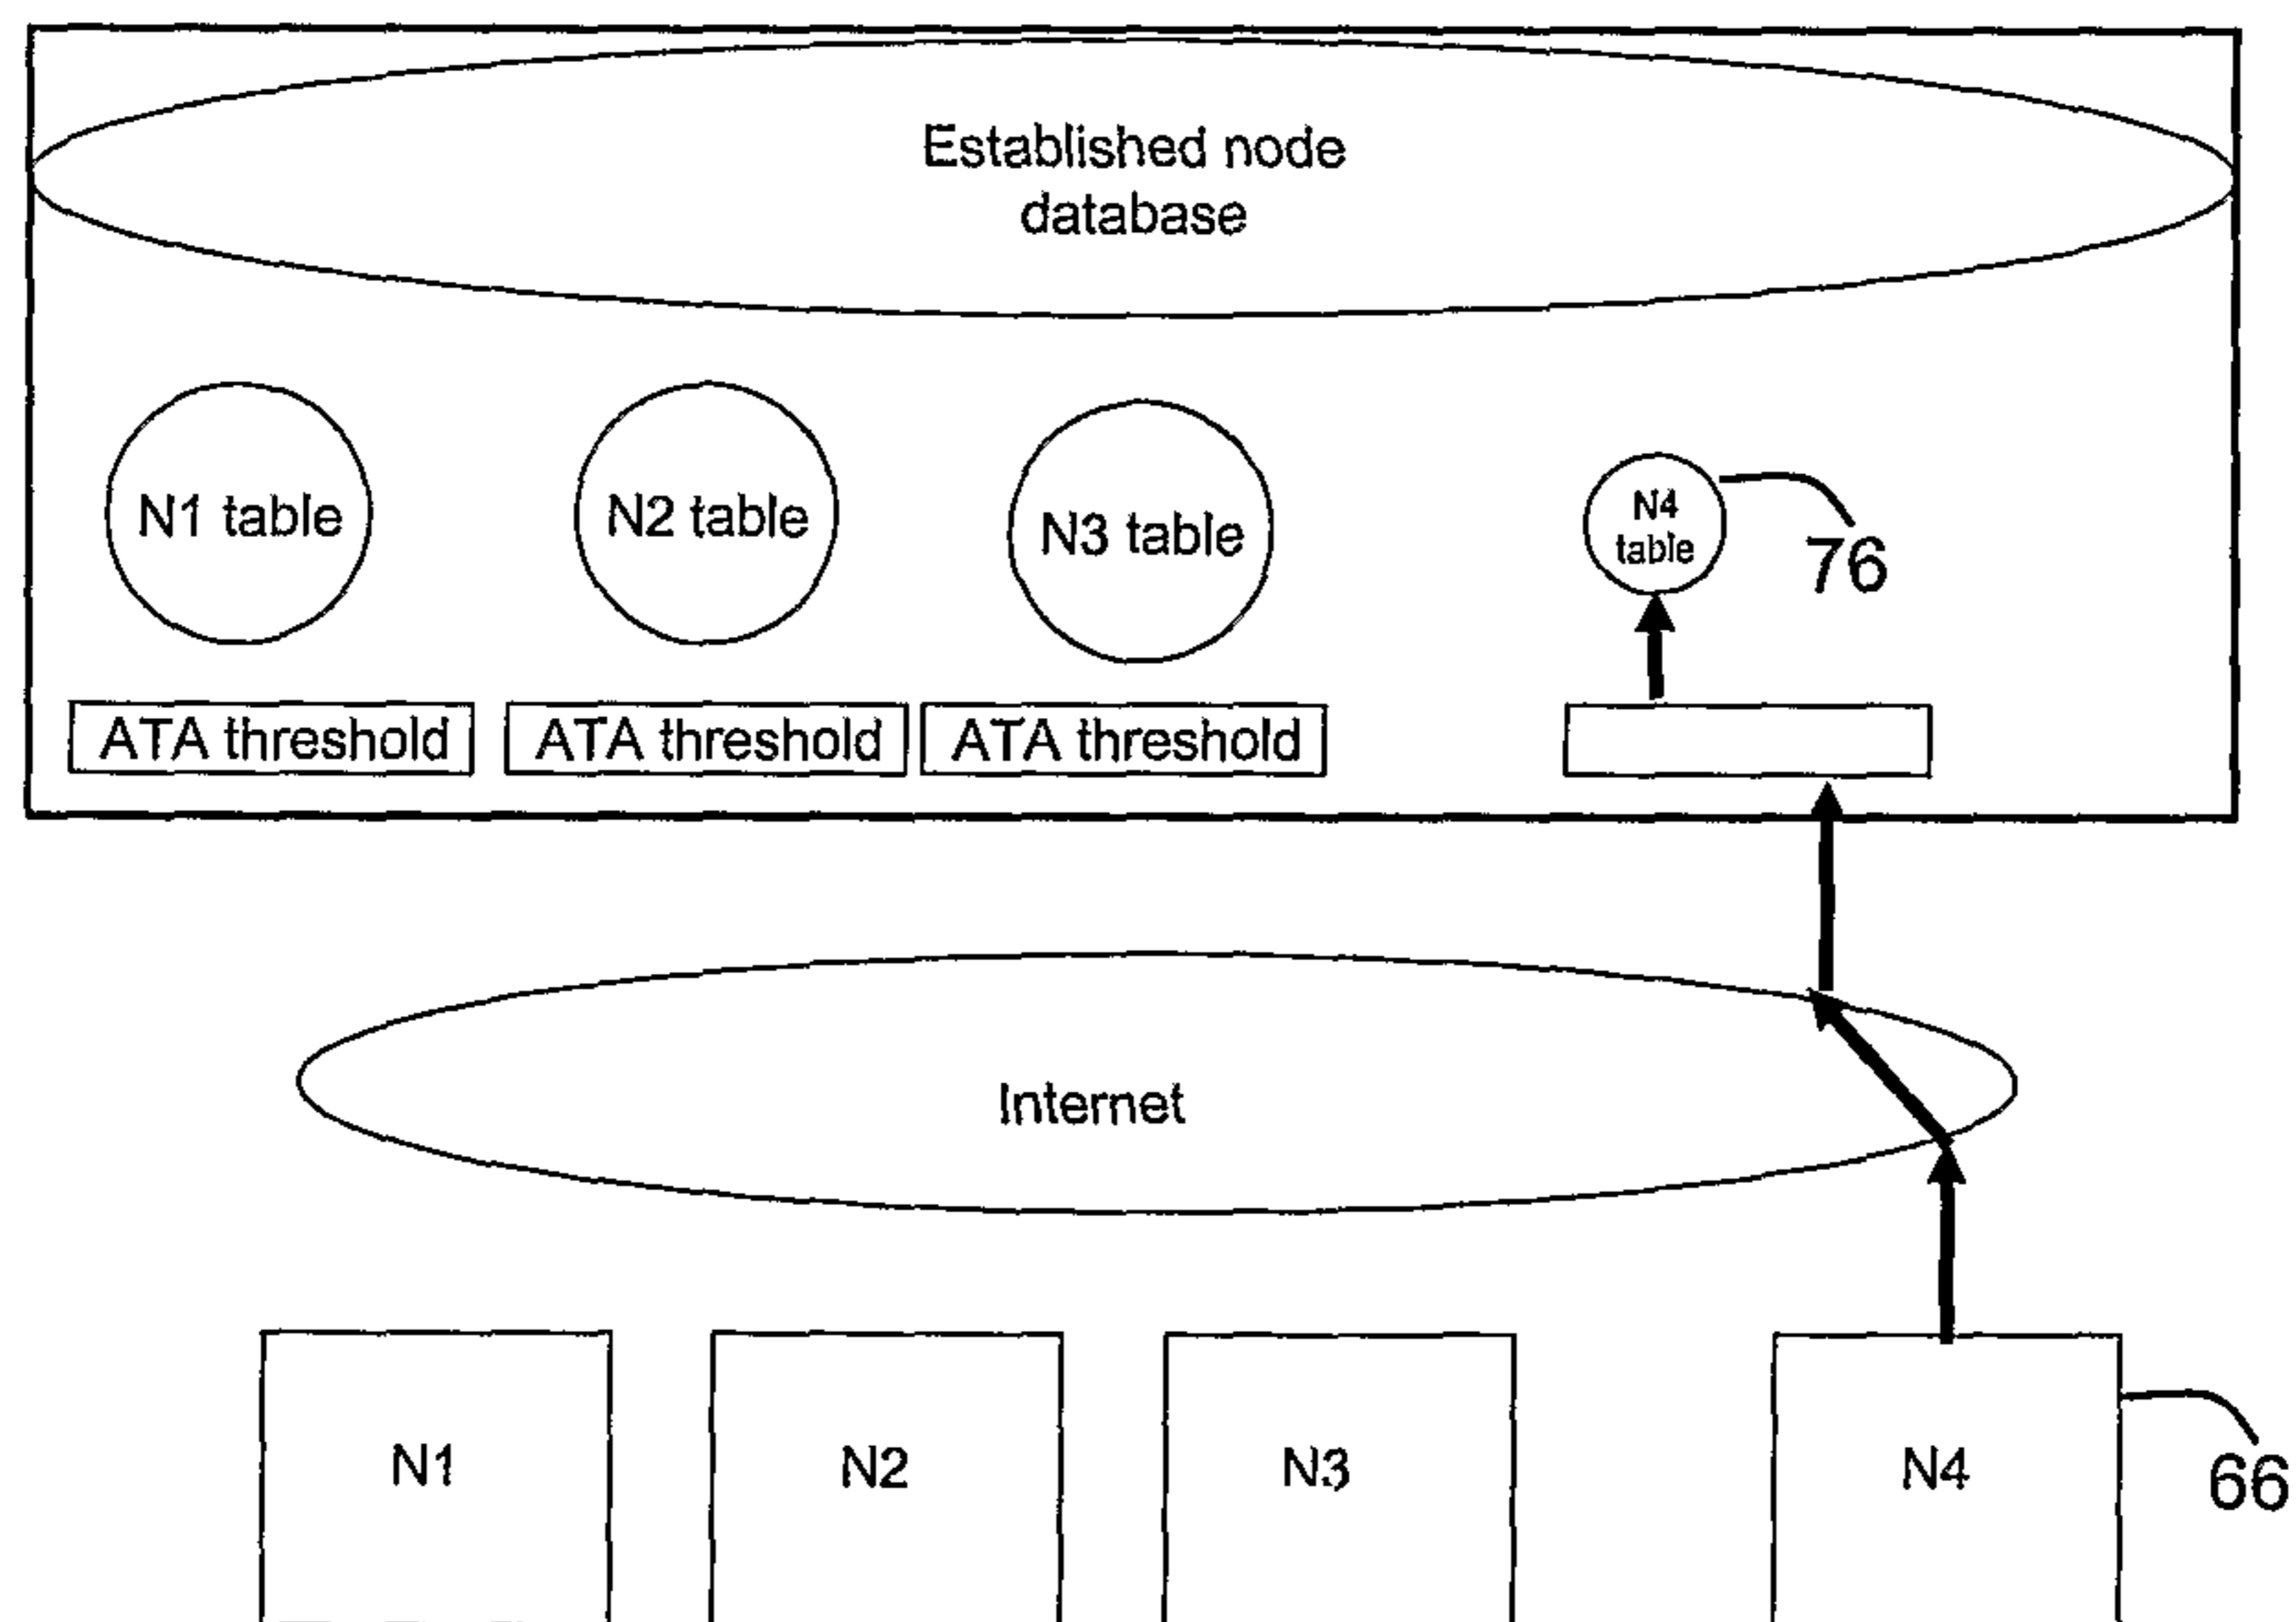 Established node
database
N1 table
N2 table
N3 table
N4
table
76
ATA threshold
ATA threshold
ATA threshold
Internet
N1
N2
N3
N4
66